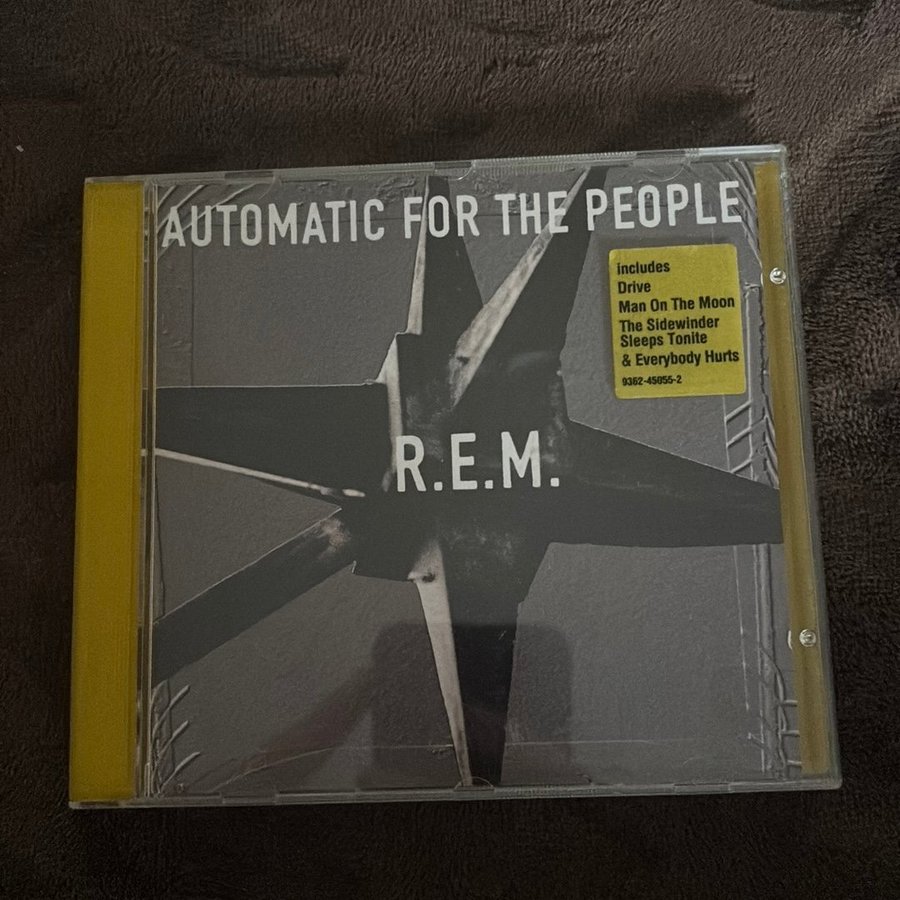 AUTOMATIC FOR THE PEOPLE
includes
Drive
Man On The Moon
The Sidewinder
Sleeps Tonite
& Everybody Hurts
9362-45055-2
R.E.M.